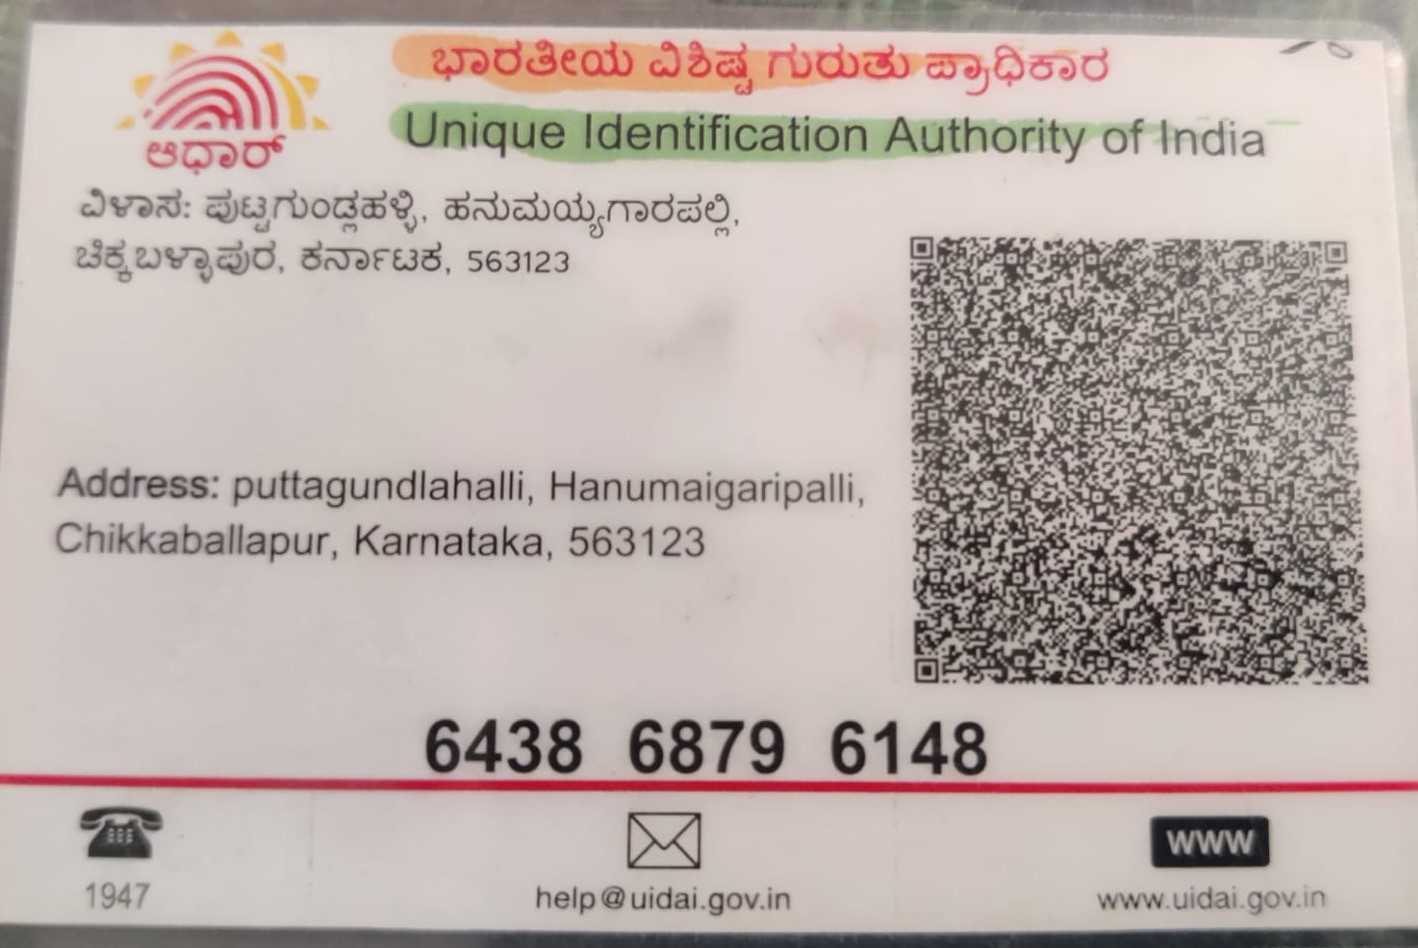 ಭಾರತೀಯ ವಿಶಿಷ್ಟ ಗುರುತು ಪ್ರಾಧಿಕಾರ
Unique Identification Authority of India
ಆಧಾರ್
ವಿಳಾಸ: ಪುಟ್ಟಗುಂಡ್ಲಹಳ್ಳಿ, ಹನುಮಯ್ಯಗಾರಪಲ್ಲಿ,
ಚಿಕ್ಕಬಳ್ಳಾಪುರ, ಕರ್ನಾಟಕ, 563123
Address: puttagundlahalli, Hanumaigaripalli,
Chikkaballapur, Karnataka, 563123
6438 6879 6148
1947
help@uidai.gov.in
WWW
www.uidai.gov.in